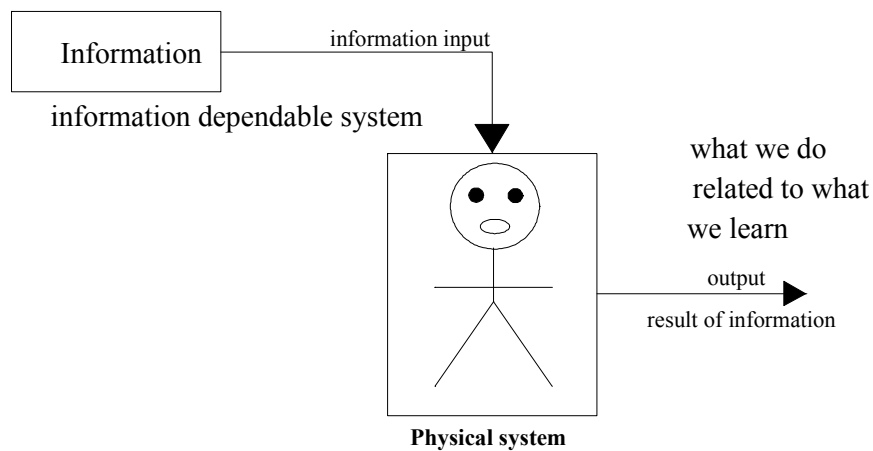 Information
information input
information dependable system
what we do
related to what
we learn
output
result of information
Physical system